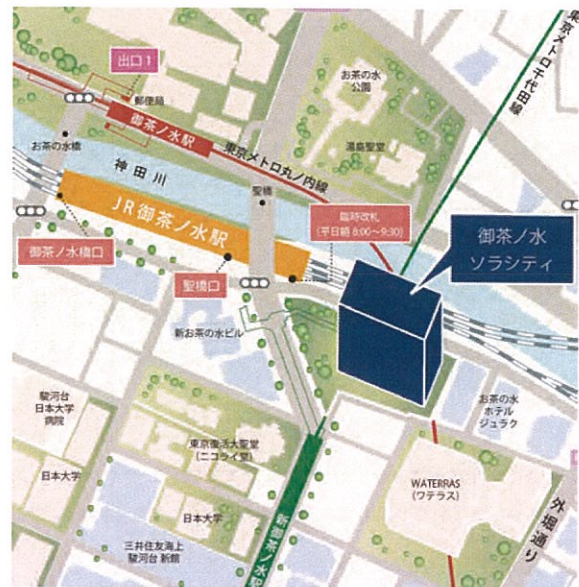 出口1
郵便局
御茶ノ水駅
お茶の水橋
神田川
東京メトロ丸ノ内線
聖橋
JR御茶ノ水駅
御茶ノ水橋口
聖橋口
臨時改札
(平日朝 8:00〜9:30)
お茶の水
公園
湯島聖堂
東京メトロ千代田線
御茶ノ水
ソラシティ
新お茶の水ビル
駿河台
日本大学
病院
東京復活大聖堂
(ニコライ堂)
日本大学
日本大学
三井住友海上
駿河台 新館
新御茶ノ水駅
お茶の水
ホテル
ジュラク
WATERRAS
(ワテラス)
外堀通り